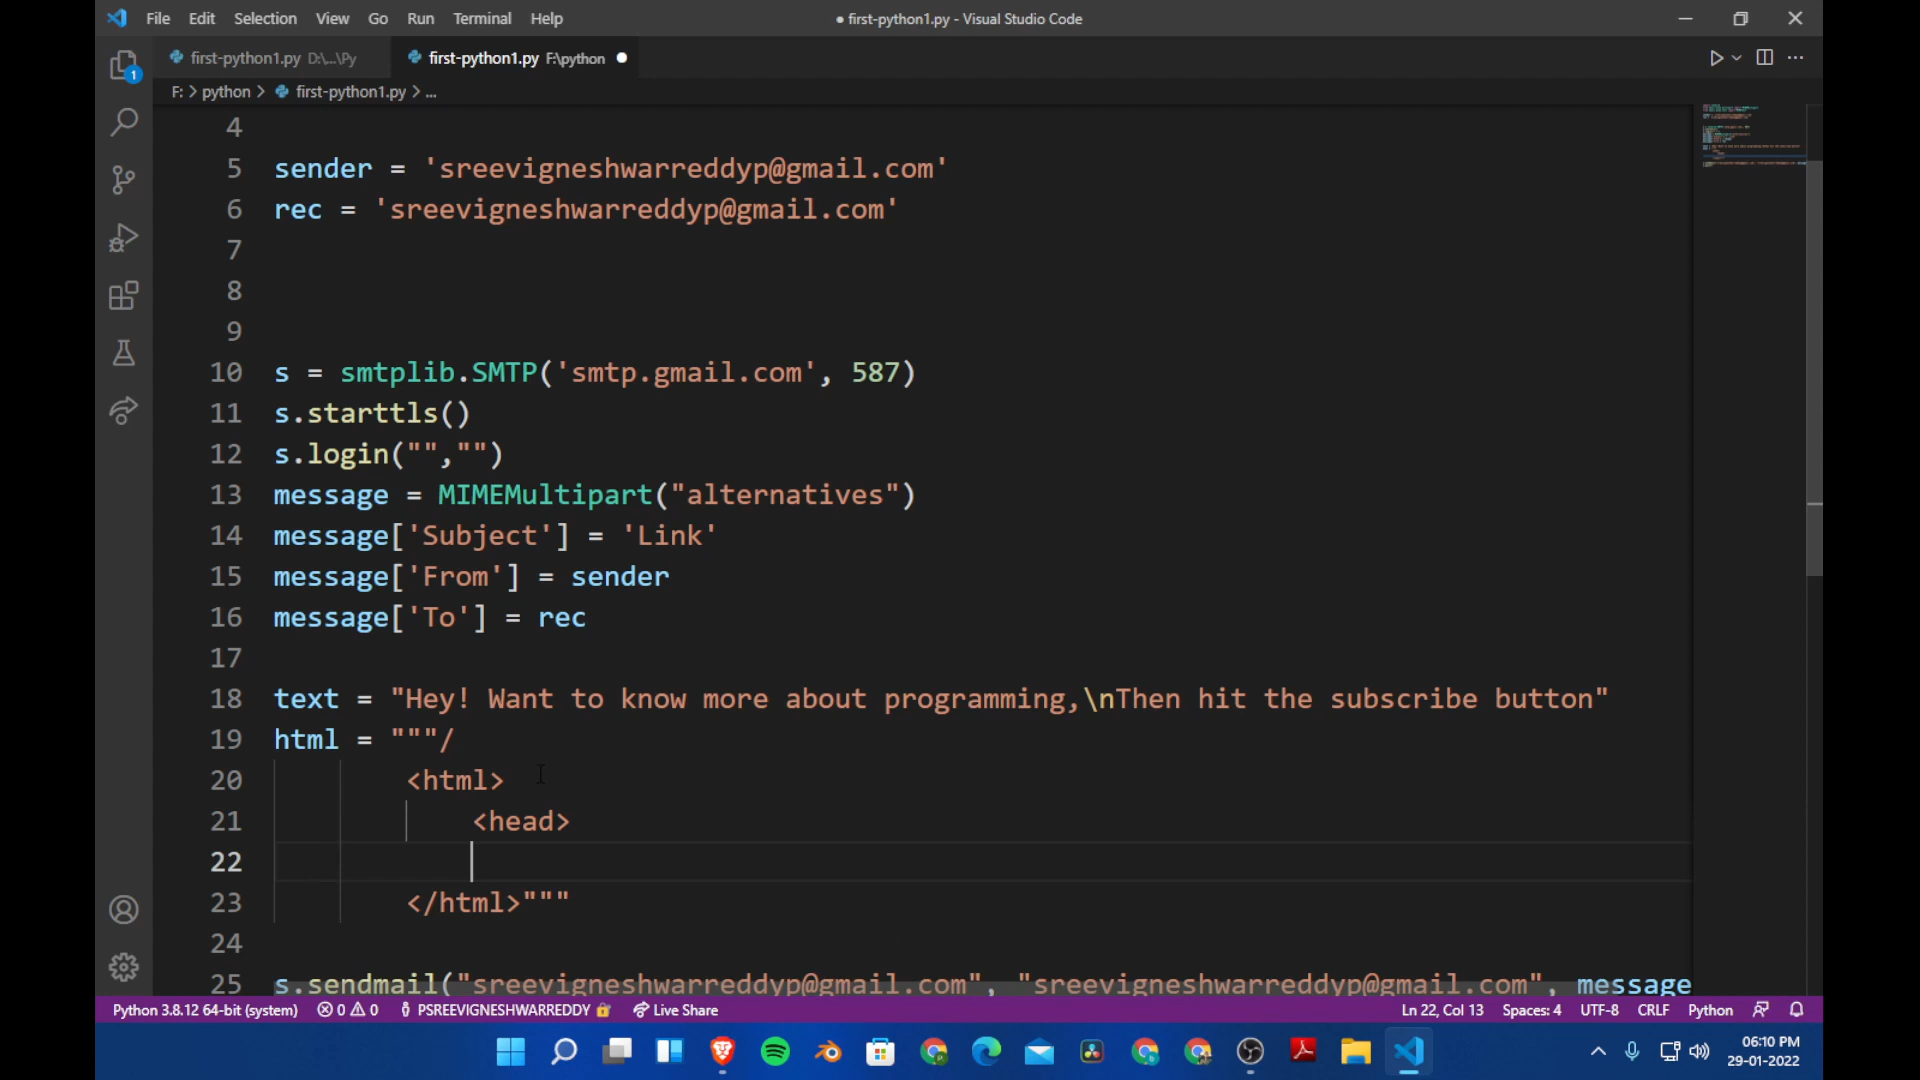 File Edit Selection View Go Run Terminal Help
● first-python1.py - Visual Studio Code
first-python1.py D:\...\Py
first-python1.py F:\python
1
F: > python > first-python1.py > ...
4
5 sender = 'sreevigneshwarreddyp@gmail.com'
6 rec = 'sreevigneshwarreddyp@gmail.com'
7
8
9
10 s = smtplib.SMTP('smtp.gmail.com', 587)
11 s.starttls()
12 s.login("","")
13 message = MIMEMultipart("alternatives")
14 message['Subject'] = 'Link'
15 message['From'] = sender
16 message['To'] = rec
17
18 text = "Hey! Want to know more about programming,\nThen hit the subscribe button"
19 html = """/
20 <html>
21 <head>
22
23 </html>"""
24
25 s.sendmail("sreevigneshwarreddyp@gmail.com", "sreevigneshwarreddyp@gmail.com", message
Python 3.8.12 64-bit (system) 0 0 PSREEVIGNESHWARREDDY Live Share Ln 22, Col 13 Spaces: 4 UTF-8 CRLF Python
06:10 PM
29-01-2022